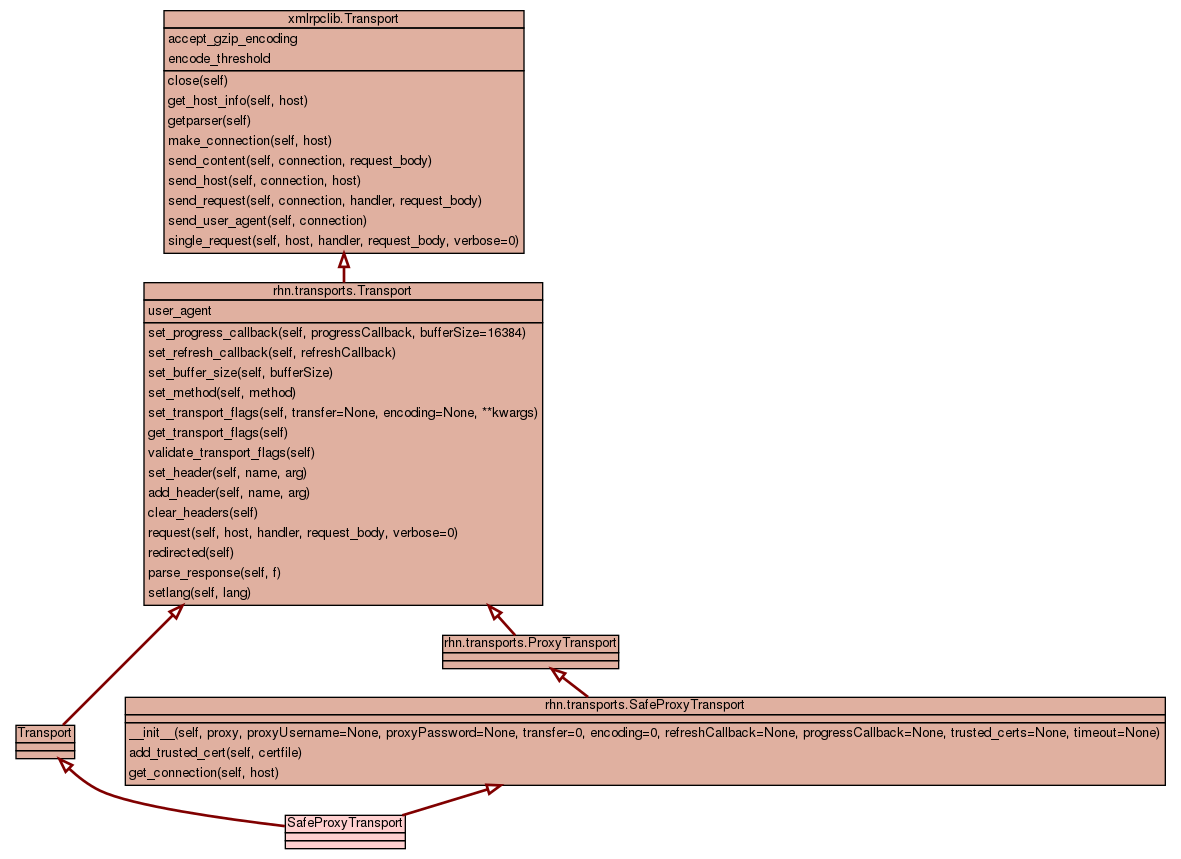 xmlrpclib.Transport
accept_gzip_encoding
encode_threshold
close(self)
get_host_info(self, host)
getparser(self)
make_connection(self, host)
send_content(self, connection, request_body)
send_host(self, connection, host)
send_request(self, connection, handler, request_body)
send_user_agent(self, connection)
single_request(self, host, handler, request_body, verbose=0)
rhn.transports.Transport
user_agent
set_progress_callback(self, progressCallback, bufferSize=16384)
set_refresh_callback(self, refreshCallback)
set_buffer_size(self, bufferSize)
set_method(self, method)
set_transport_flags(self, transfer=None, encoding=None, **kwargs)
get_transport_flags(self)
validate_transport_flags(self)
set_header(self, name, arg)
add_header(self, name, arg)
clear_headers(self)
request(self, host, handler, request_body, verbose=0)
redirected(self)
parse_response(self, f)
setlang(self, lang)
rhn.transports.ProxyTransport
rhn.transports.SafeProxyTransport
__init__(self, proxy, proxyUsername=None, proxyPassword=None, transfer=0, encoding=0, refreshCallback=None, progressCallback=None, trusted_certs=None, timeout=None)
add_trusted_cert(self, certfile)
get_connection(self, host)
Transport
SafeProxyTransport